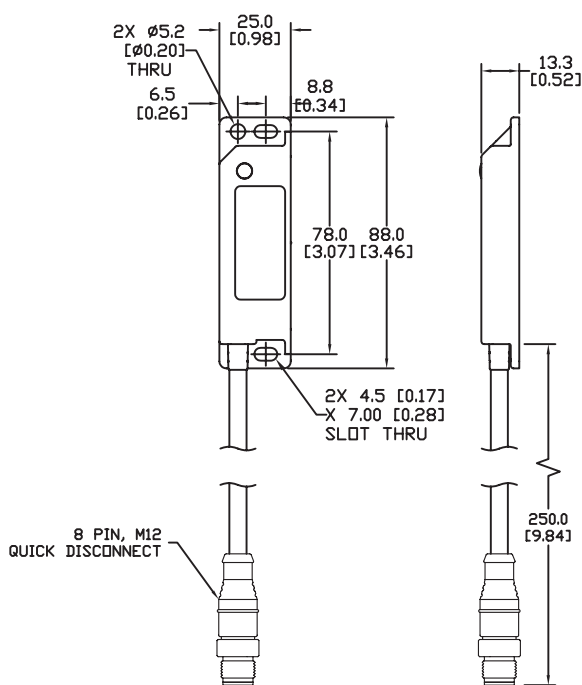 2X Ø5.2
[Ø0.20]
THRU
25.0
[0.98]
6.5
[0.26]
8.8
[0.34]
13.3
[0.52]
78.0
[3.07]
88.0
[3.46]
2X 4.5 [0.17]
X 7.00 [0.28]
SLOT THRU
250.0
[9.84]
8 PIN, M12
QUICK DISCONNECT